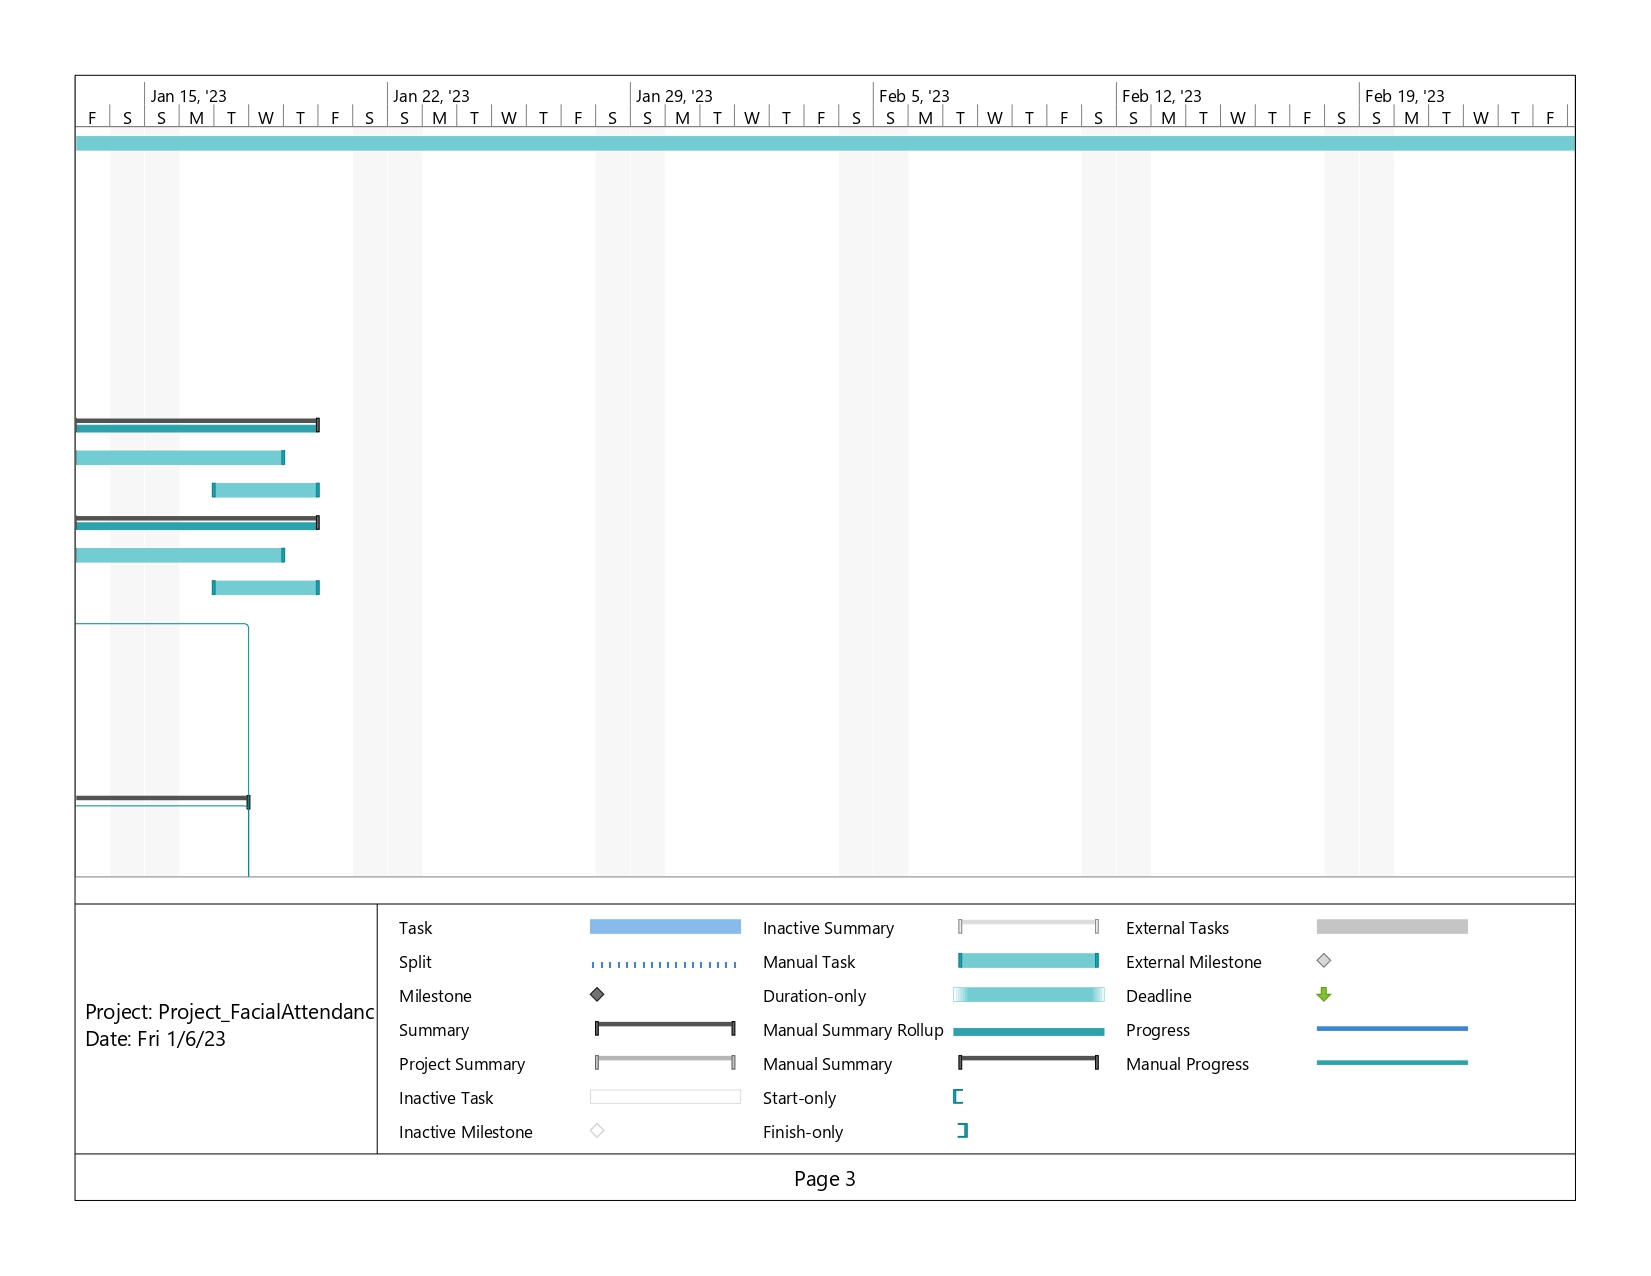 Jan 15, '23 Jan 22, '23 Jan 29, '23 Feb 5, '23 Feb 12, '23 Feb 19, '23
F S S M T W T F S S M T W T F S S M T W T F S S M T W T F S S M T W T F S S M T W T F
Task Inactive Summary External Tasks
Split Manual Task External Milestone
Milestone Duration-only Deadline
Summary Manual Summary Rollup Progress
Project Summary Manual Summary Manual Progress
Inactive Task Start-only
Inactive Milestone Finish-only
Project: Project_FacialAttendanc
Date: Fri 1/6/23
Page 3